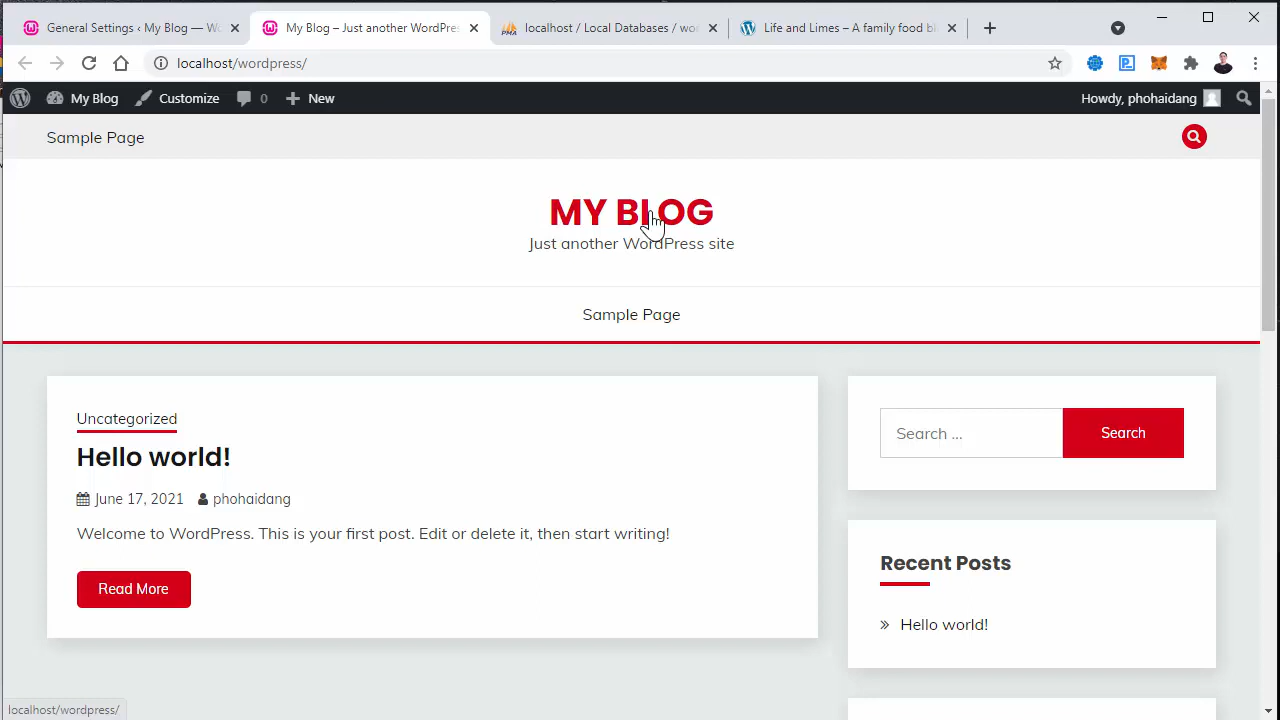 General Settings ‹ My Blog — Wo
My Blog – Just another WordPres
localhost / Local Databases / wor
Life and Limes – A family food bl
localhost/wordpress/
My Blog
Customize
0
New
Howdy, phohaidang
Sample Page
MY BLOG
Just another WordPress site
Sample Page
Uncategorized
Hello world!
June 17, 2021 phohaidang
Welcome to WordPress. This is your first post. Edit or delete it, then start writing!
Read More
Search ...
Search
Recent Posts
» Hello world!
localhost/wordpress/